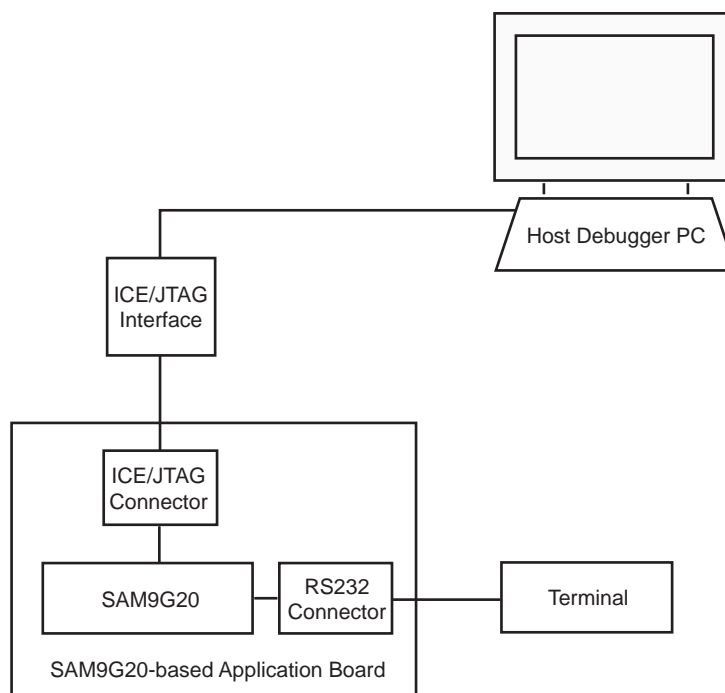 Host Debugger PC
ICE/JTAG
Interface
ICE/JTAG
Connector
SAM9G20
RS232
Connector
Terminal
SAM9G20-based Application Board